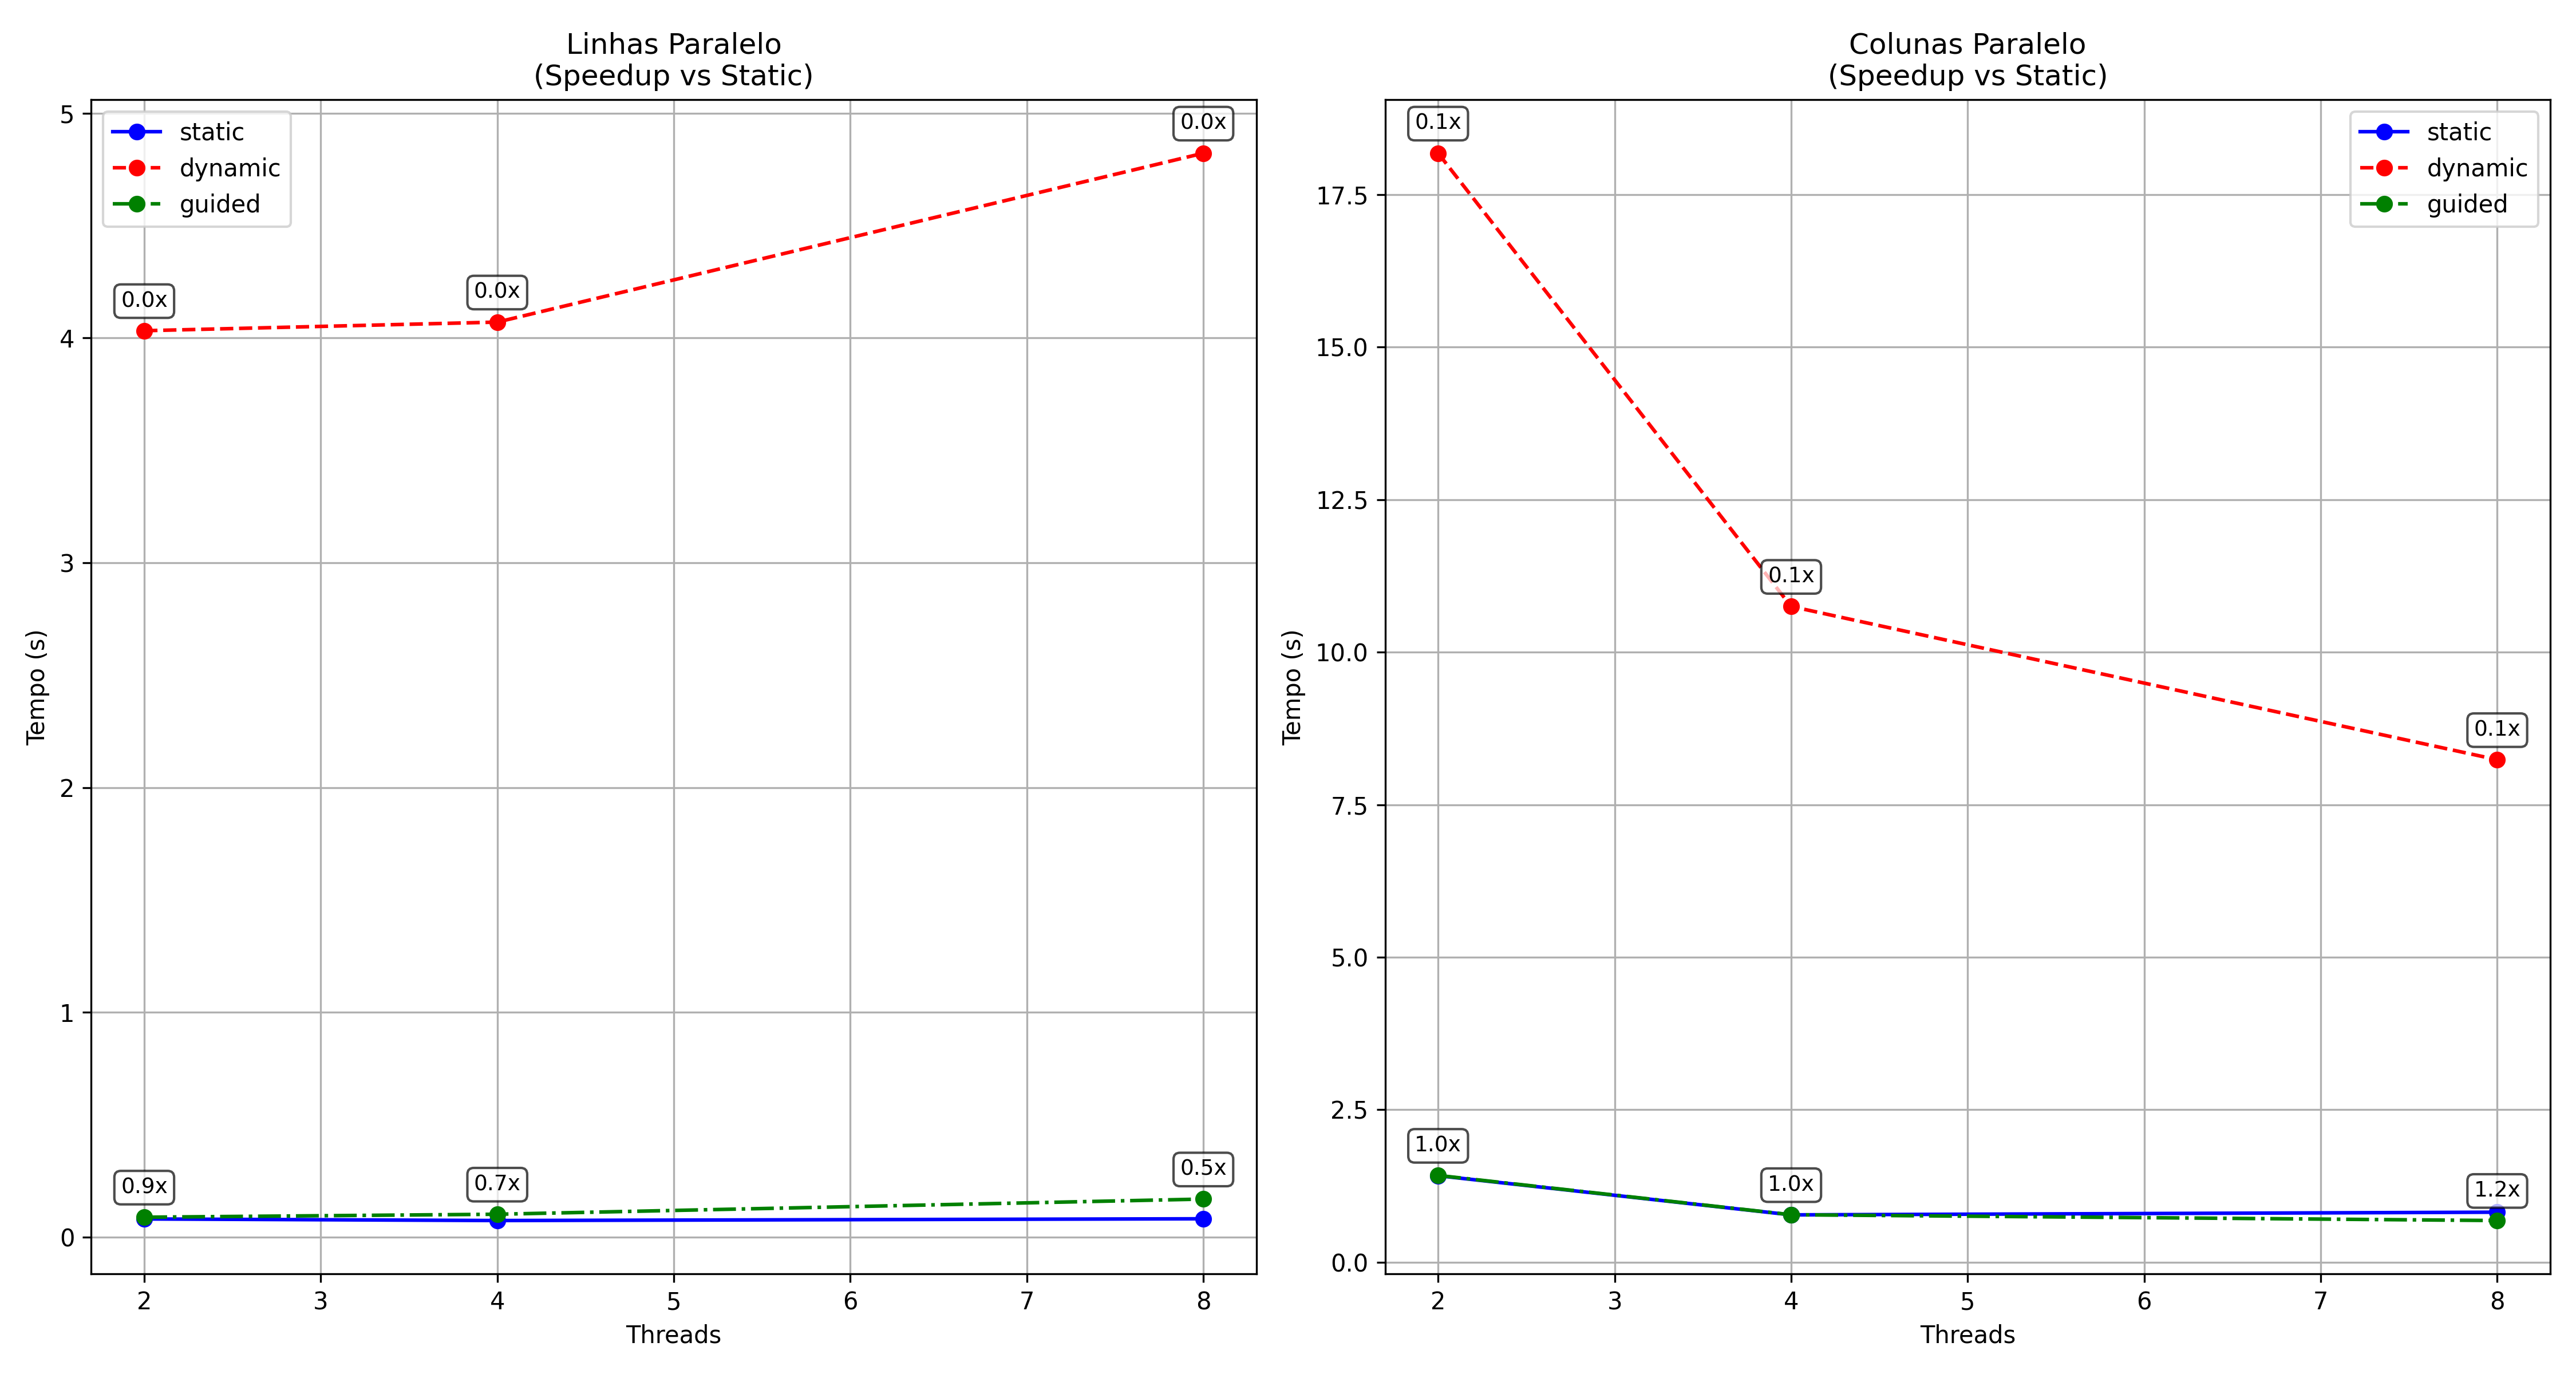 Linhas Paralelo
(Speedup vs Static)
static
dynamic
guided
0.0x
0.0x
0.0x
0.9x
0.7x
0.5x
5
4
3
2
1
0
Tempo (s)
2
3
4
5
6
7
8
Threads
Colunas Paralelo
(Speedup vs Static)
static
dynamic
guided
0.1x
0.1x
0.1x
1.0x
1.0x
1.2x
17.5
15.0
12.5
10.0
7.5
5.0
2.5
0.0
Tempo (s)
2
3
4
5
6
7
8
Threads